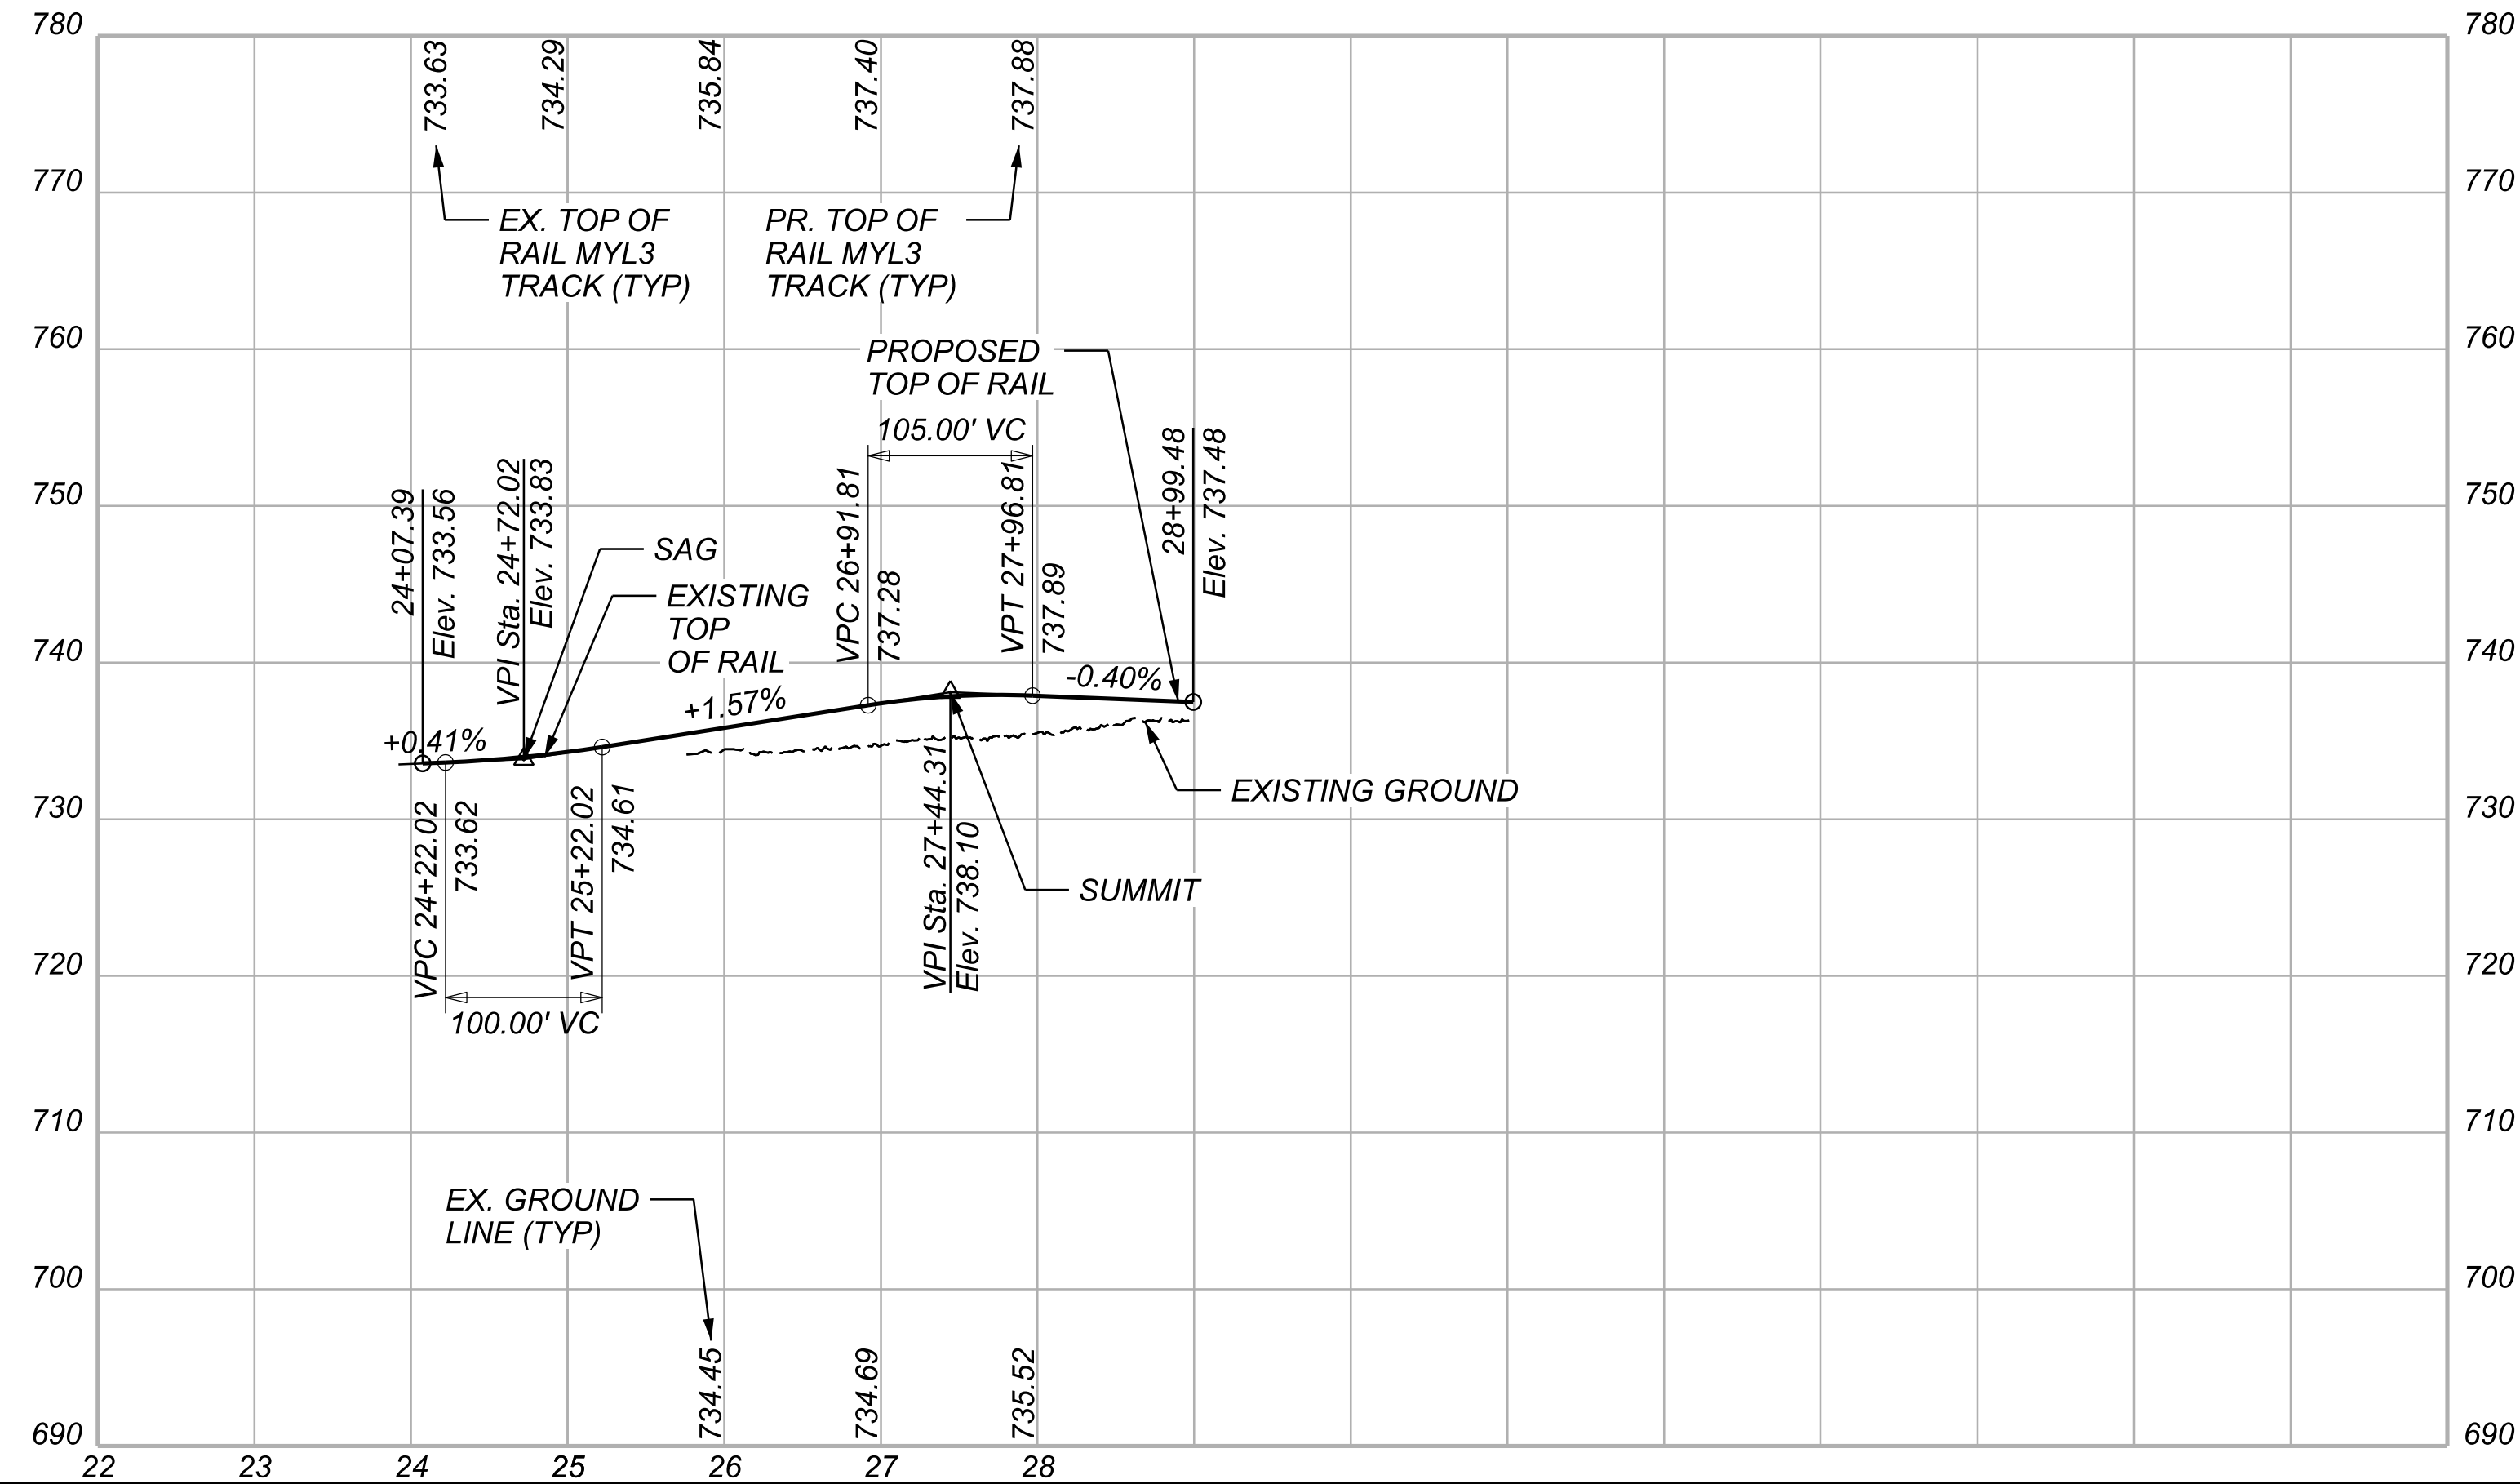 780
780
733.63
734.29
735.84
737.40
737.88
770
770
EX. TOP OF
RAIL MYL3
TRACK (TYP)
PR. TOP OF
RAIL MYL3
TRACK (TYP)
760
760
PROPOSED
TOP OF RAIL
105.00' VC
750
750
24+07.39
Elev. 733.56
VPI Sta. 24+72.02
Elev. 733.83
SAG
EXISTING
TOP
OF RAIL
VPC 26+91.81
737.28
VPT 27+96.81
737.89
28+99.48
Elev. 737.48
740
740
+0.41%
+1.57%
-0.40%
EXISTING GROUND
730
730
VPC 24+22.02
733.62
VPT 25+22.02
734.61
VPI Sta. 27+44.31
Elev. 738.10
SUMMIT
720
720
100.00' VC
710
710
EX. GROUND
LINE (TYP)
700
700
734.45
734.69
735.52
690
690
22
23
24
25
26
27
28